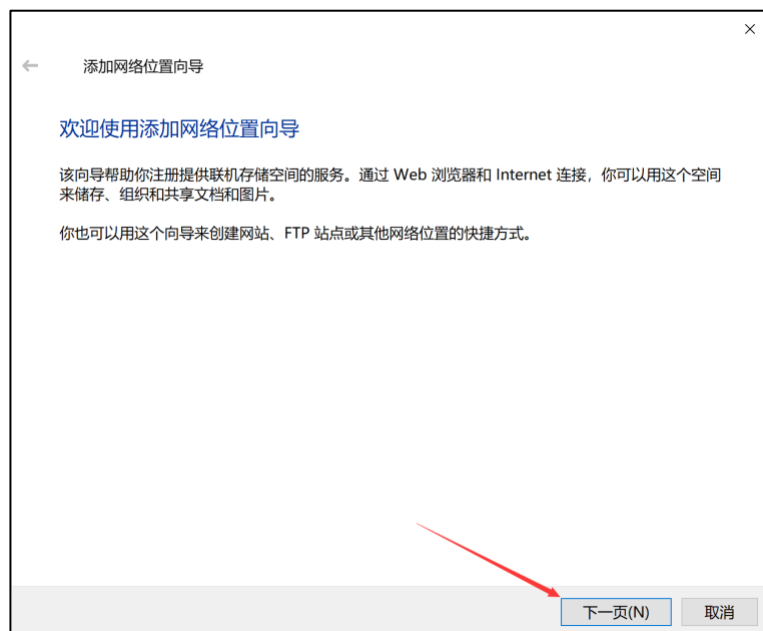 添加网络位置向导
欢迎使用添加网络位置向导
该向导帮助你注册提供联机存储空间的服务。通过 Web 浏览器和 Internet 连接，你可以用这个空间
来储存、组织和共享文档和图片。
你也可以用这个向导来创建网站、FTP 站点或其他网络位置的快捷方式。
下一页(N)
取消